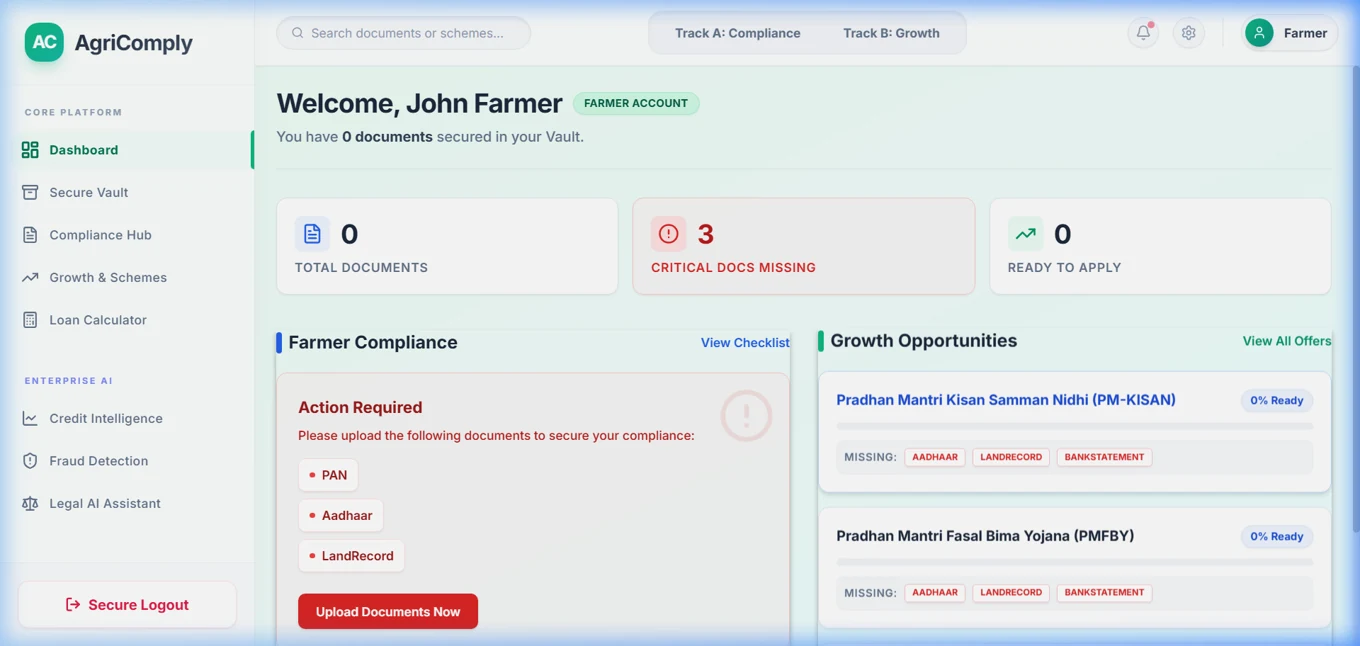 AC AgriComply
Search documents or schemes...
Track A: Compliance
Track B: Growth
Farmer
CORE PLATFORM
Dashboard
Secure Vault
Compliance Hub
Growth & Schemes
Loan Calculator
ENTERPRISE AI
Credit Intelligence
Fraud Detection
Legal AI Assistant
Secure Logout
Welcome, John Farmer FARMER ACCOUNT
You have 0 documents secured in your Vault.
0
TOTAL DOCUMENTS
3
CRITICAL DOCS MISSING
0
READY TO APPLY
Farmer Compliance View Checklist
Action Required
Please upload the following documents to secure your compliance:
PAN
Aadhaar
LandRecord
Upload Documents Now
Growth Opportunities View All Offers
Pradhan Mantri Kisan Samman Nidhi (PM-KISAN) 0% Ready
MISSING: AADHAAR LANDRECORD BANKSTATEMENT
Pradhan Mantri Fasal Bima Yojana (PMFBY) 0% Ready
MISSING: AADHAAR LANDRECORD BANKSTATEMENT